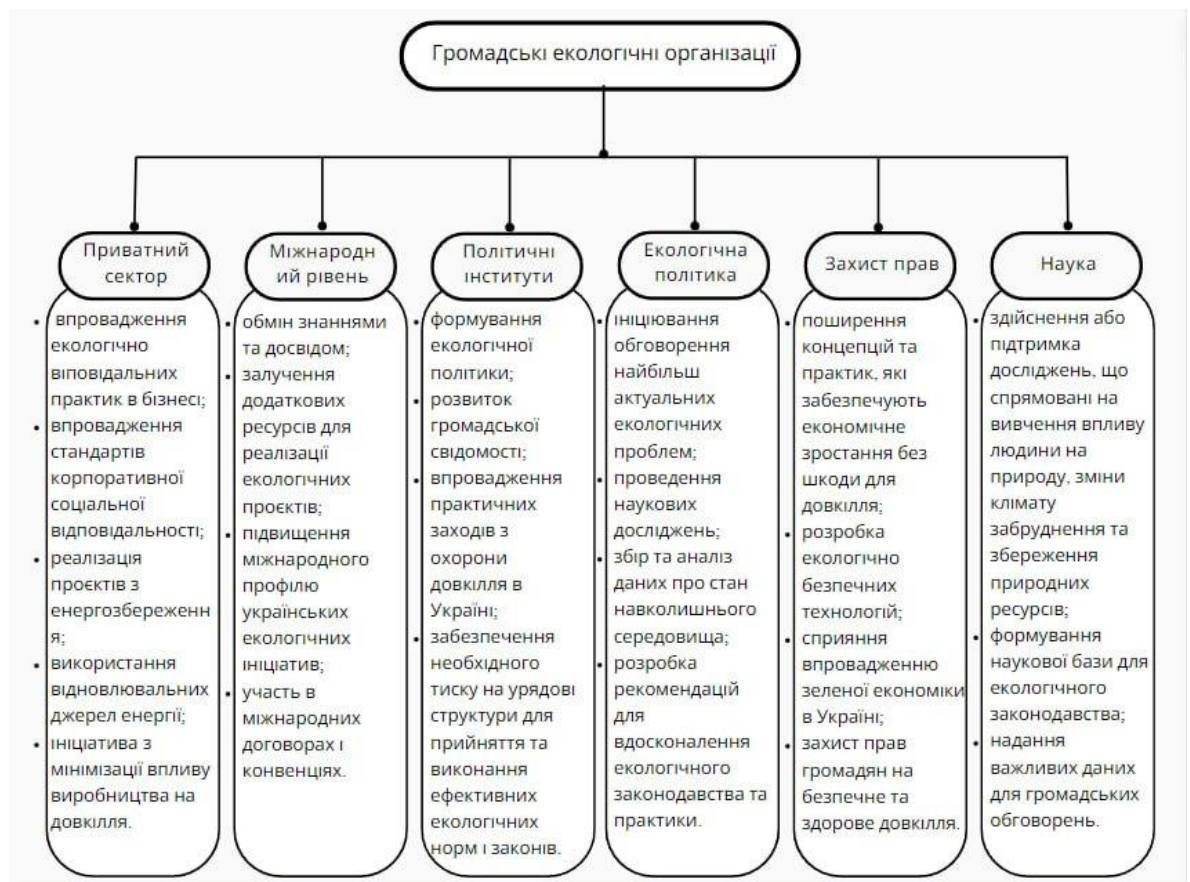 Громадські екологічні організації
Приватний
сектор
впровадження
екологічно
віповідальних
практик в бізнесі;
впровадження
стандартів
корпоративної
соціальної
відповідальності;
реалізація
проєктів з
енергозбереженн
я;
використання
відновлювальних
джерел енергії;
ініціатива з
мінімізації впливу
виробництва на
довкілля.
Міжнародн
ий рівень
обмін знаннями
та досвідом;
залучення
додаткових
ресурсів для
реалізації
екологічних
проєктів;
підвищення
міжнародного
профілю
українських
екологічних
ініціатив;
участь в
міжнародних
договорах і
конвенціях.
Політичні
інститути
формування
екологічної
політики;
розвиток
громадської
свідомості;
впровадження
практичних
заходів з
охорони
довкілля в
Україні;
забезпечення
необхідного
тиску на урядові
структури для
прийняття та
виконання
ефективних
екологічних
норм і законів.
Екологічна
політика
ініціювання
обговорення
найбільш
актуальних
екологічних
проблем;
проведення
наукових
досліджень;
збір та аналіз
даних про стан
навколишнього
середовища;
розробка
рекомендацій
для
вдосконалення
екологічного
законодавства та
практики.
Захист прав
поширення
концепцій та
практик, які
забезпечують
економічне
зростання без
шкоди для
довкілля;
розробка
екологічно
безпечних
технологій;
сприяння
впровадженню
зеленої економіки
в Україні;
захист прав
громадян на
безпечне та
здорове довкілля.
Наука
здійснення або
підтримка
досліджень, що
спрямовані на
вивчення впливу
людини на
природу, зміни
клімату
забруднення та
збереження
природних
ресурсів;
формування
наукової бази для
екологічного
законодавства;
надання
важливих даних
для громадських
обговорень.